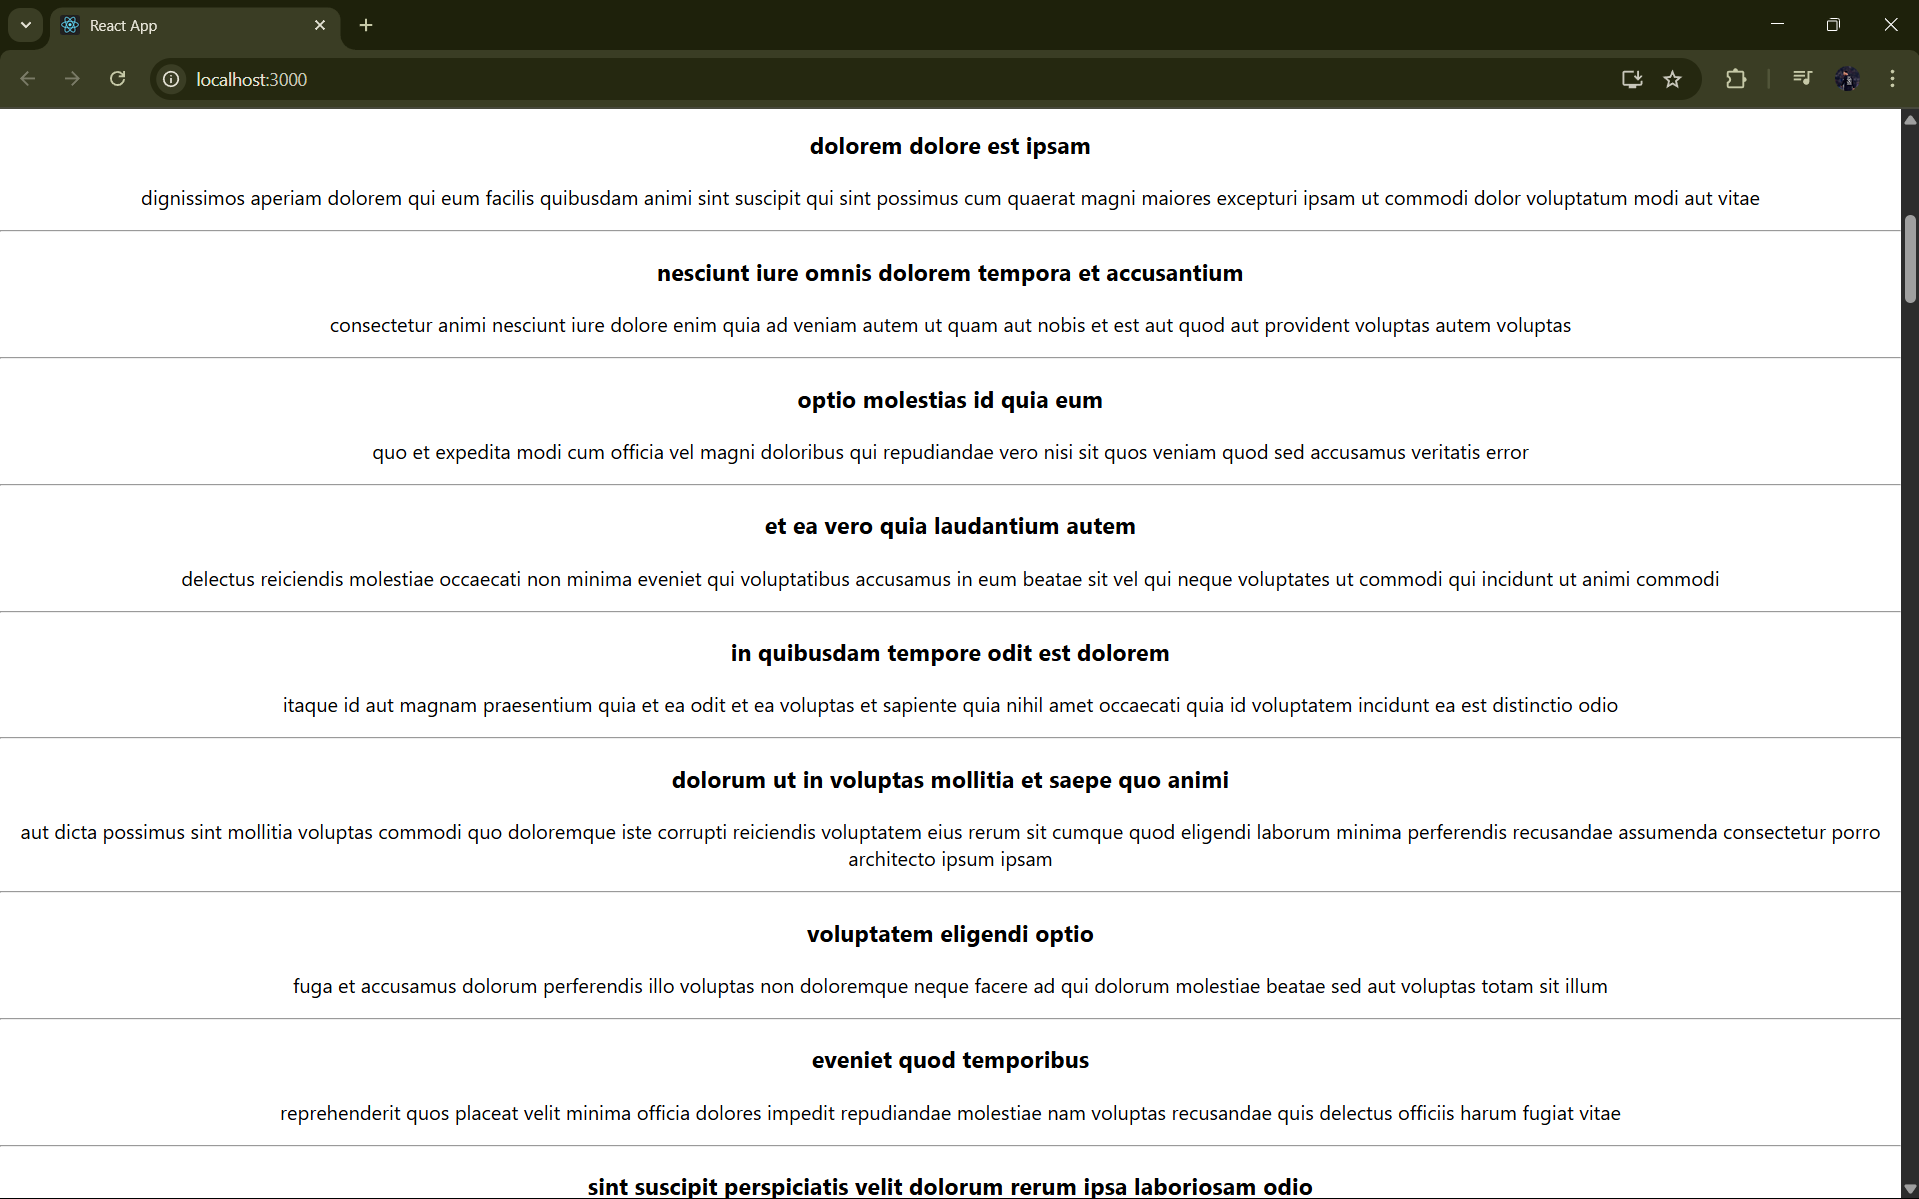 React App
localhost:3000
dolorem dolore est ipsam
dignissimos aperiam dolorem qui eum facilis quibusdam animi sint suscipit qui sint possimus cum quaerat magni maiores excepturi ipsam ut commodi dolor voluptatum modi aut vitae
nesciunt iure omnis dolorem tempora et accusantium
consectetur animi nesciunt iure dolore enim quia ad veniam autem ut quam aut nobis et est aut quod aut provident voluptas autem voluptas
optio molestias id quia eum
quo et expedita modi cum officia vel magni doloribus qui repudiandae vero nisi sit quos veniam quod sed accusamus veritatis error
et ea vero quia laudantium autem
delectus reiciendis molestiae occaecati non minima eveniet qui voluptatibus accusamus in eum beatae sit vel qui neque voluptates ut commodi qui incidunt ut animi commodi
in quibusdam tempore odit est dolorem
itaque id aut magnam praesentium quia et ea odit et ea voluptas et sapiente quia nihil amet occaecati quia id voluptatem incidunt ea est distinctio odio
dolorum ut in voluptas mollitia et saepe quo animi
aut dicta possimus sint mollitia voluptas commodi quo doloremque iste corrupti reiciendis voluptatem eius rerum sit cumque quod eligendi laborum minima perferendis recusandae assumenda consectetur porro
architecto ipsum ipsam
voluptatem eligendi optio
fuga et accusamus dolorum perferendis illo voluptas non doloremque neque facere ad qui dolorum molestiae beatae sed aut voluptas totam sit illum
eveniet quod temporibus
reprehenderit quos placeat velit minima officia dolores impedit repudiandae molestiae nam voluptas recusandae quis delectus officiis harum fugiat vitae
sint suscipit perspiciatis velit dolorum rerum ipsa laboriosam odio